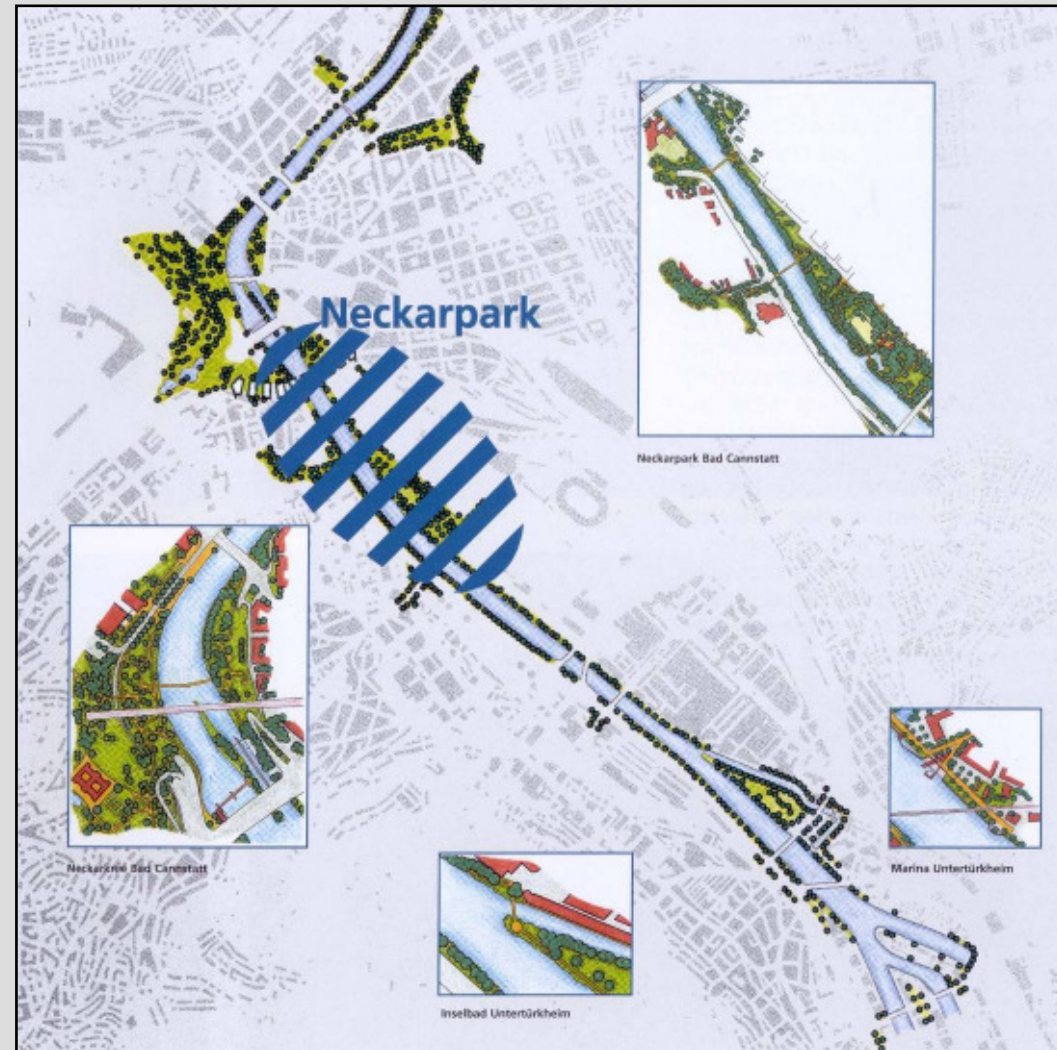 Neckarpark
Neckarpark Bad Cannstatt
Neckarknie Bad Cannstatt
Marina Untertürkheim
Inselbad Untertürkheim